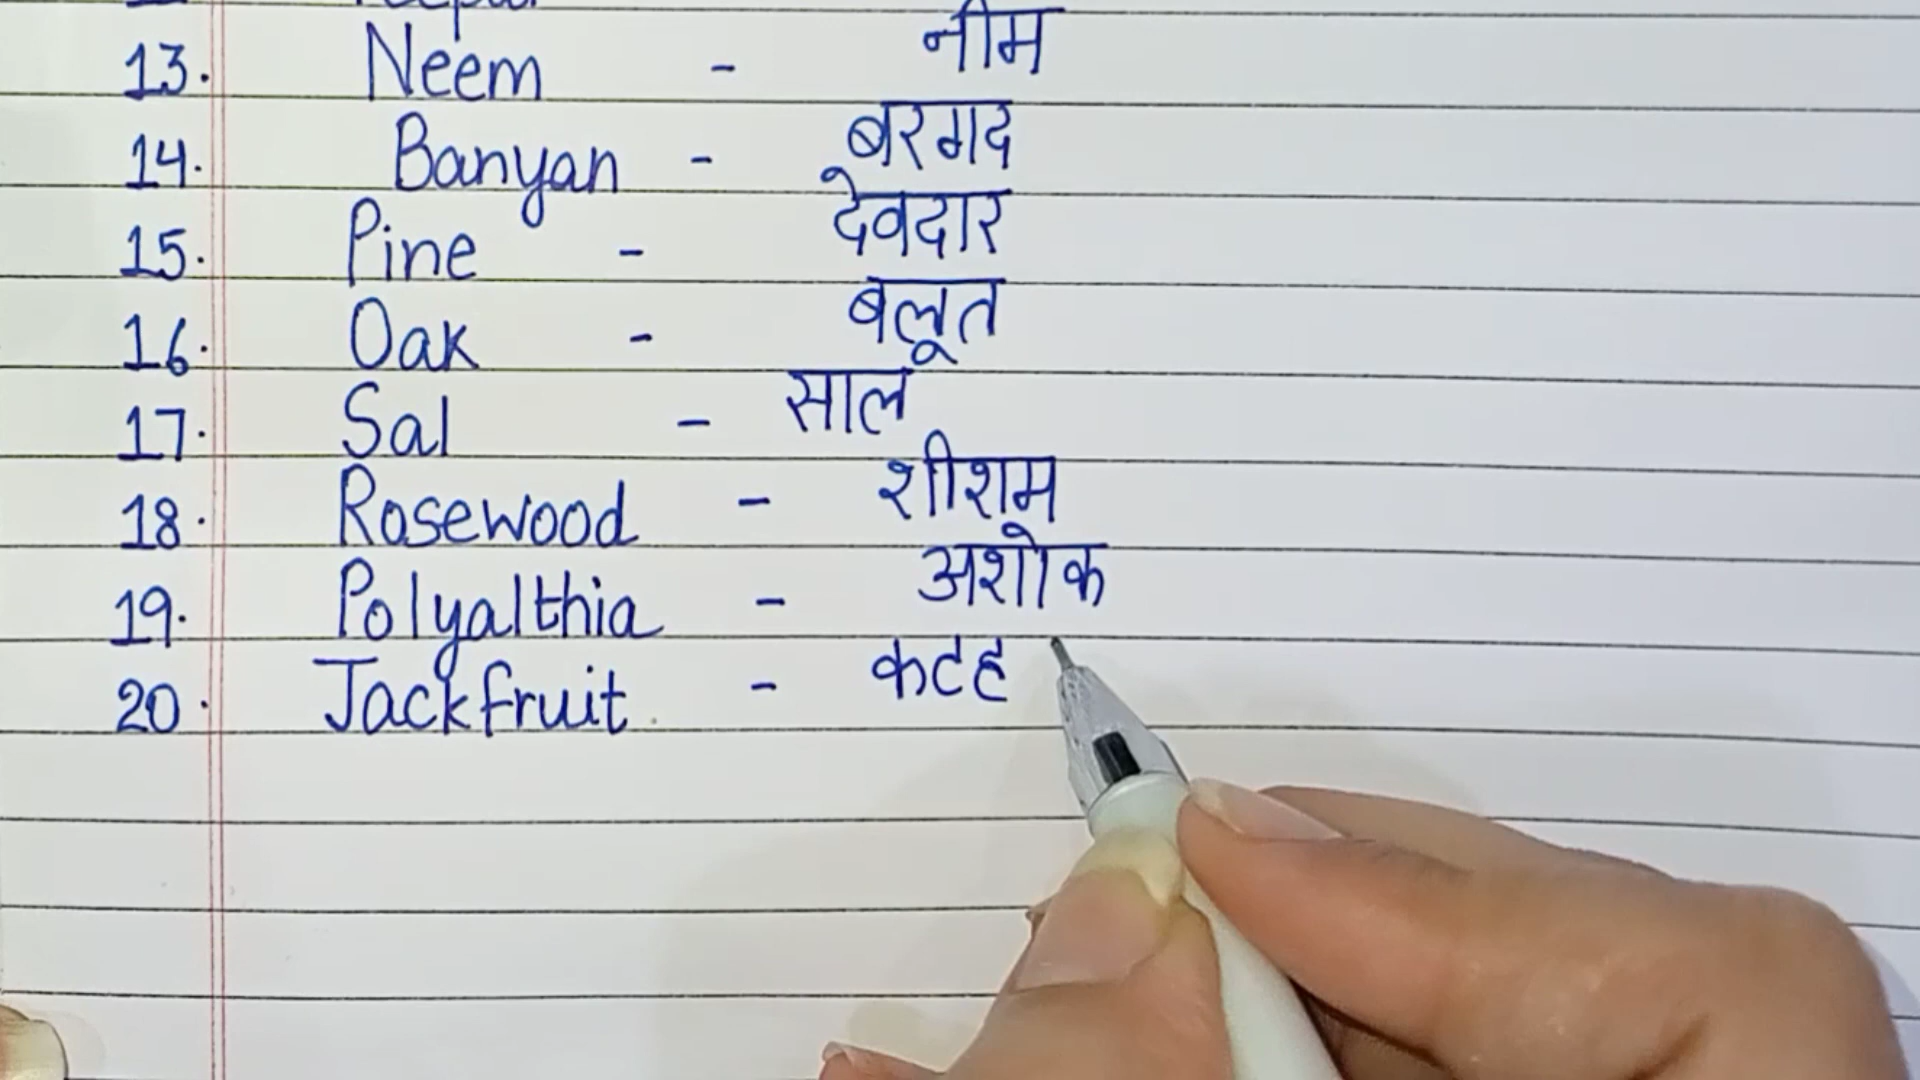 13. Neem - नीम
14. Banyan - बरगद
15. Pine - देवदार
16. Oak - बलूत
17. Sal - साल
18. Rosewood - शीशम
19. Polyalthia - अशोक
20. Jackfruit - कटह